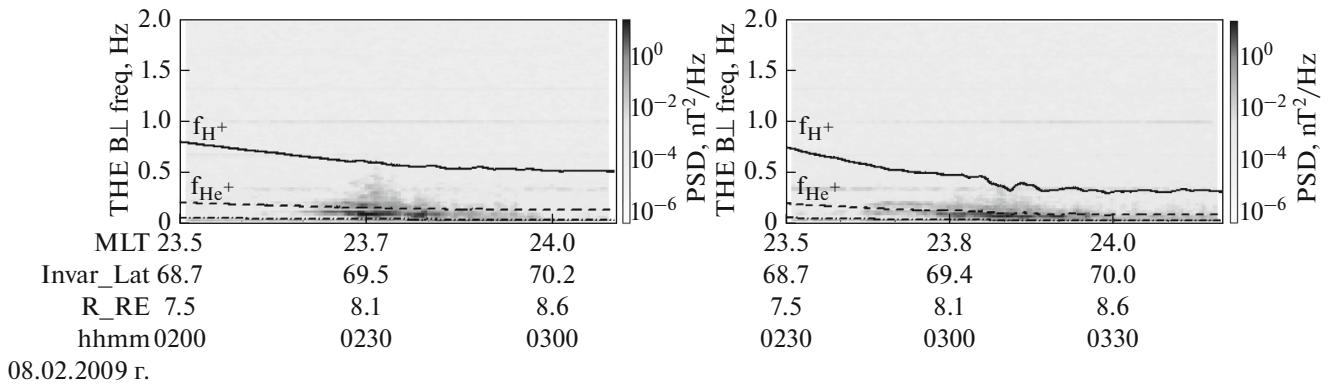 THE B⊥ freq, Hz
2.0
1.5
1.0
0.5
0
f_H+
f_He+
10^0
10^−2
10^−4
10^−6
PSD, nT^2/Hz
THE B⊥ freq, Hz
2.0
1.5
1.0
0.5
0
f_H+
f_He+
10^0
10^−2
10^−4
10^−6
PSD, nT^2/Hz
MLT 23.5 23.7 24.0 23.5 23.8 24.0
Invar_Lat 68.7 69.5 70.2 68.7 69.4 70.0
R_RE 7.5 8.1 8.6 7.5 8.1 8.6
hhmm 0200 0230 0300 0230 0300 0330
08.02.2009 г.